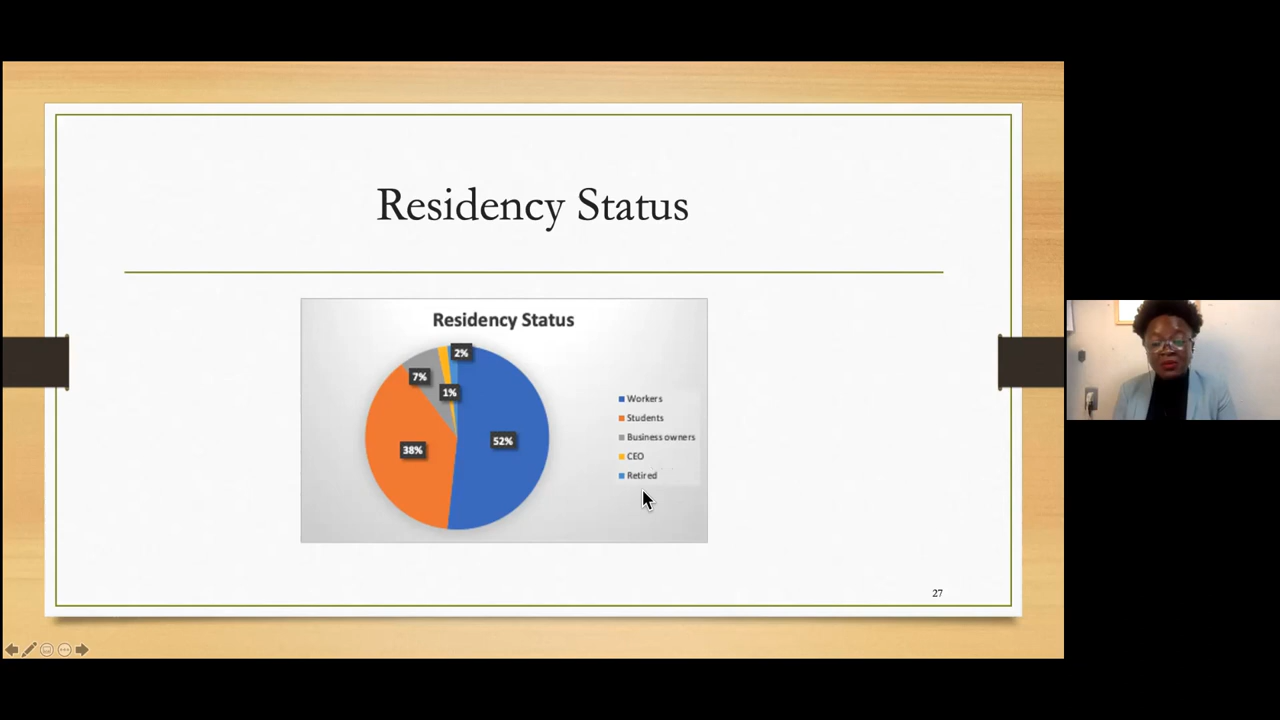 Residency Status
Residency Status
2%
7%
1%
38%
52%
Workers
Students
Business owners
CEO
Retired
27